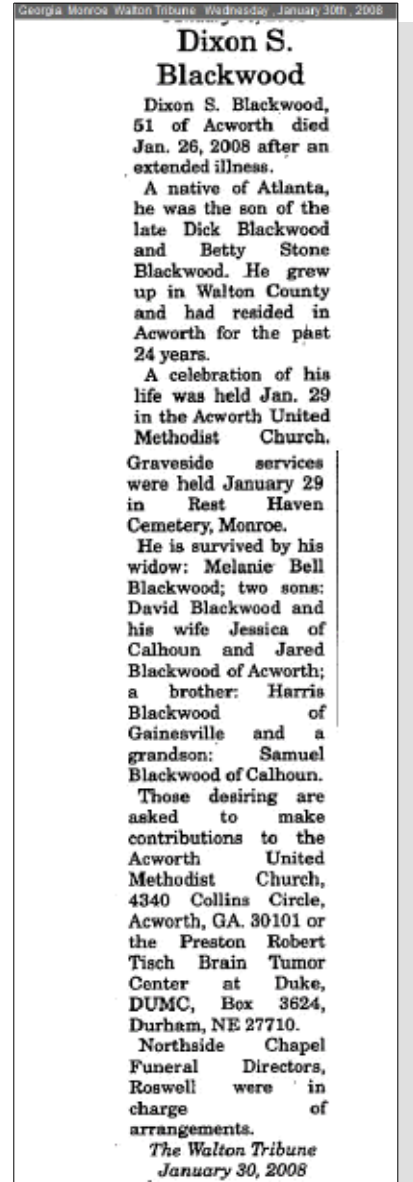 Georgia Monroe Walton Tribune Wednesday, January 30th, 2008
Dixon S.
Blackwood
Dixon S. Blackwood,
51 of Acworth died
Jan. 26, 2008 after an
extended illness.
A native of Atlanta,
he was the son of the
late Dick Blackwood
and Betty Stone
Blackwood. He grew
up in Walton County
and had resided in
Acworth for the past
24 years.
A celebration of his
life was held Jan. 29
in the Acworth United
Methodist Church.
Graveside services
were held January 29
in Rest Haven
Cemetery, Monroe.
He is survived by his
widow: Melanie Bell
Blackwood; two sons:
David Blackwood and
his wife Jessica of
Calhoun and Jared
Blackwood of Acworth;
a brother: Harris
Blackwood of
Gainesville and a
grandson: Samuel
Blackwood of Calhoun.
Those desiring are
asked to make
contributions to the
Acworth United
Methodist Church,
4340 Collins Circle,
Acworth, GA. 30101 or
the Preston Robert
Tisch Brain Tumor
Center at Duke,
DUMC, Box 3624,
Durham, NE 27710.
Northside Chapel
Funeral Directors,
Roswell were in
charge of
arrangements.
The Walton Tribune
January 30, 2008